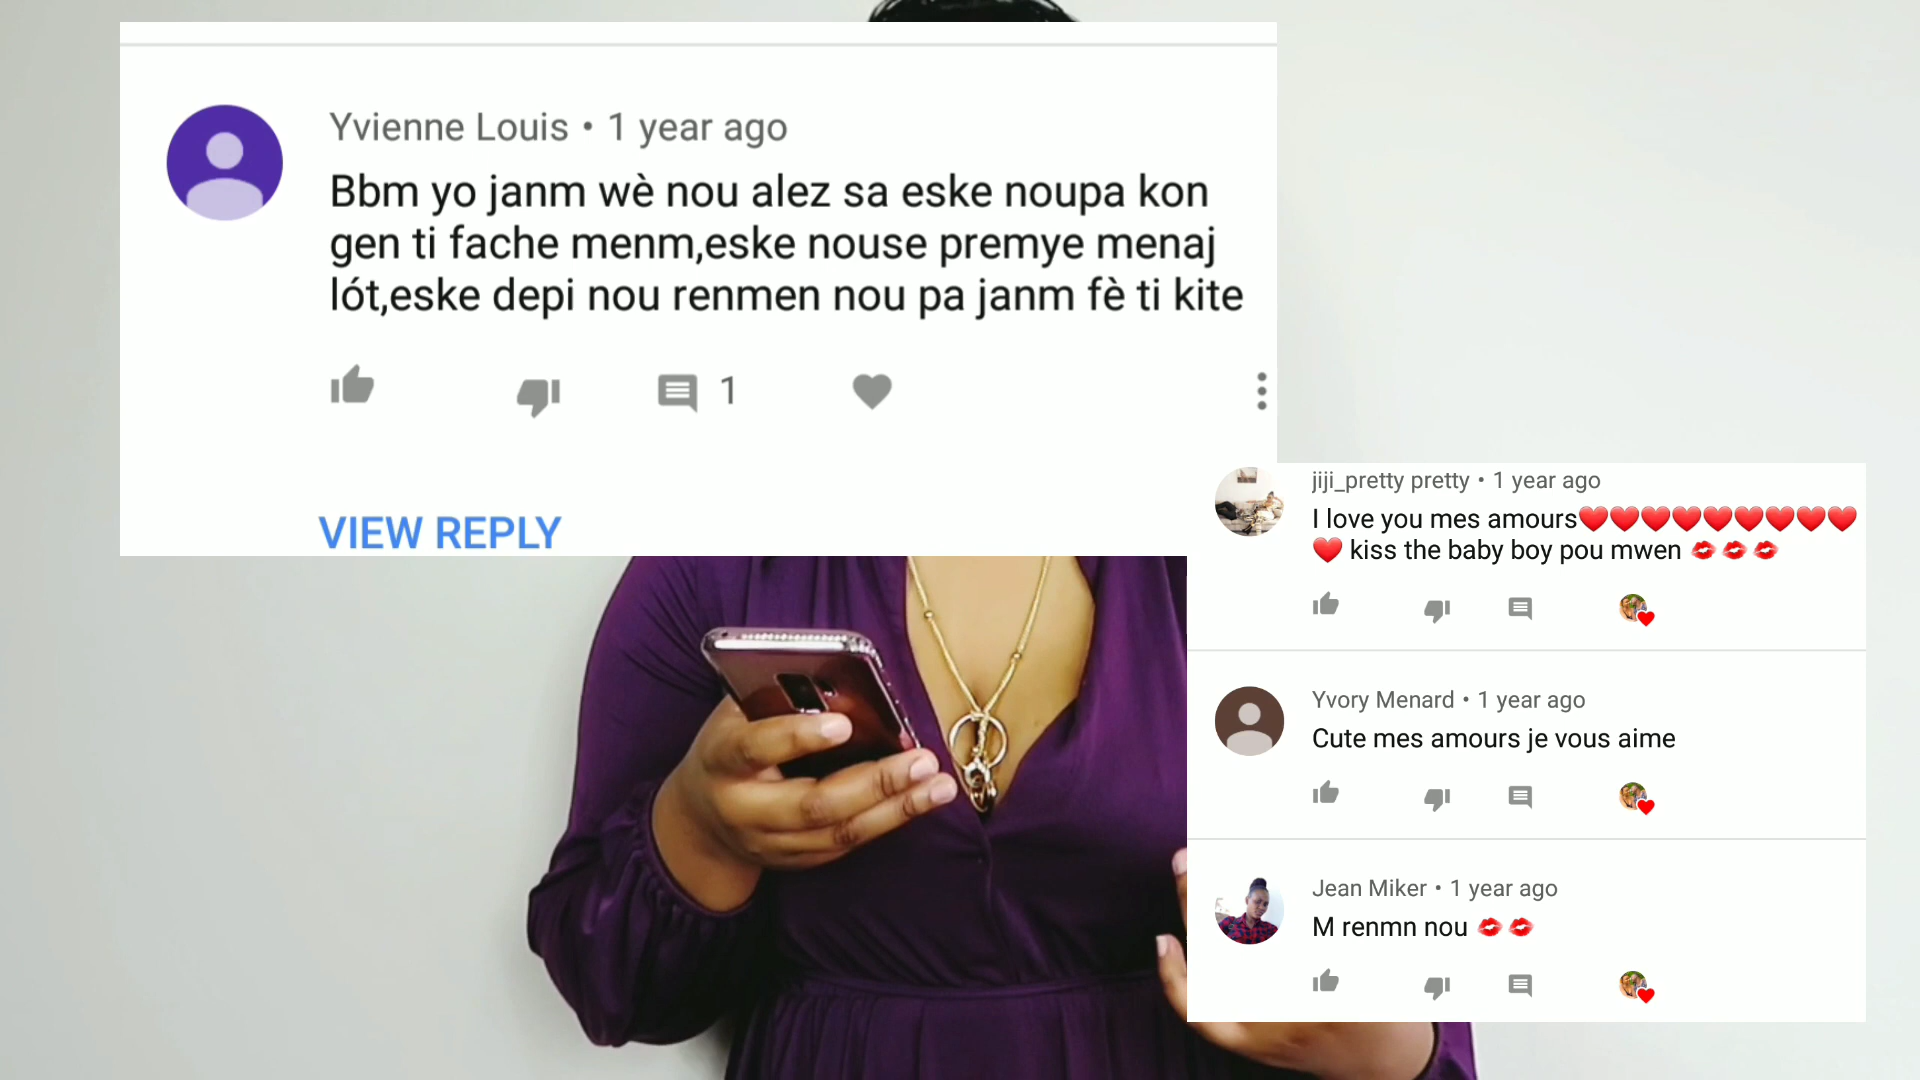 Yvienne Louis • 1 year ago
Bbm yo janm wè nou alez sa eske noupa kon
gen ti fache menm,eske nouse premye menaj
lót,eske depi nou renmen nou pa janm fè ti kite
1
VIEW REPLY
jiji_pretty pretty • 1 year ago
I love you mes amours❤️❤️❤️❤️❤️❤️❤️❤️❤️
❤️ kiss the baby boy pou mwen 💋💋💋
Yvory Menard • 1 year ago
Cute mes amours je vous aime
Jean Miker • 1 year ago
M renmn nou 💋💋